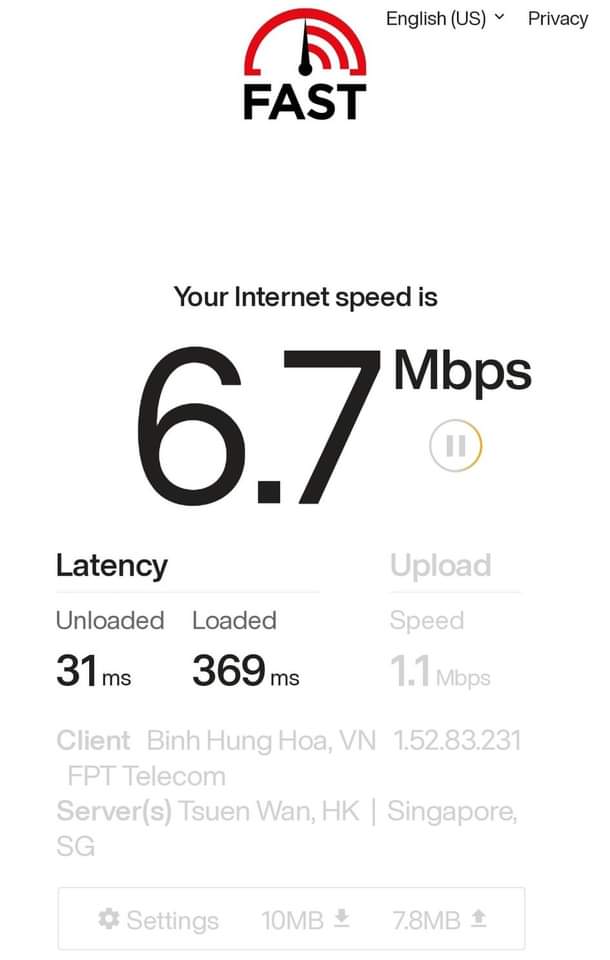 English (US) Privacy
FAST
Your Internet speed is
6.7 Mbps
Latency Upload
Unloaded Loaded Speed
31 ms 369 ms 1.1 Mbps
Client Binh Hung Hoa, VN 1.52.83.231
FPT Telecom
Server(s) Tsuen Wan, HK | Singapore,
SG
Settings 10MB 7.8MB